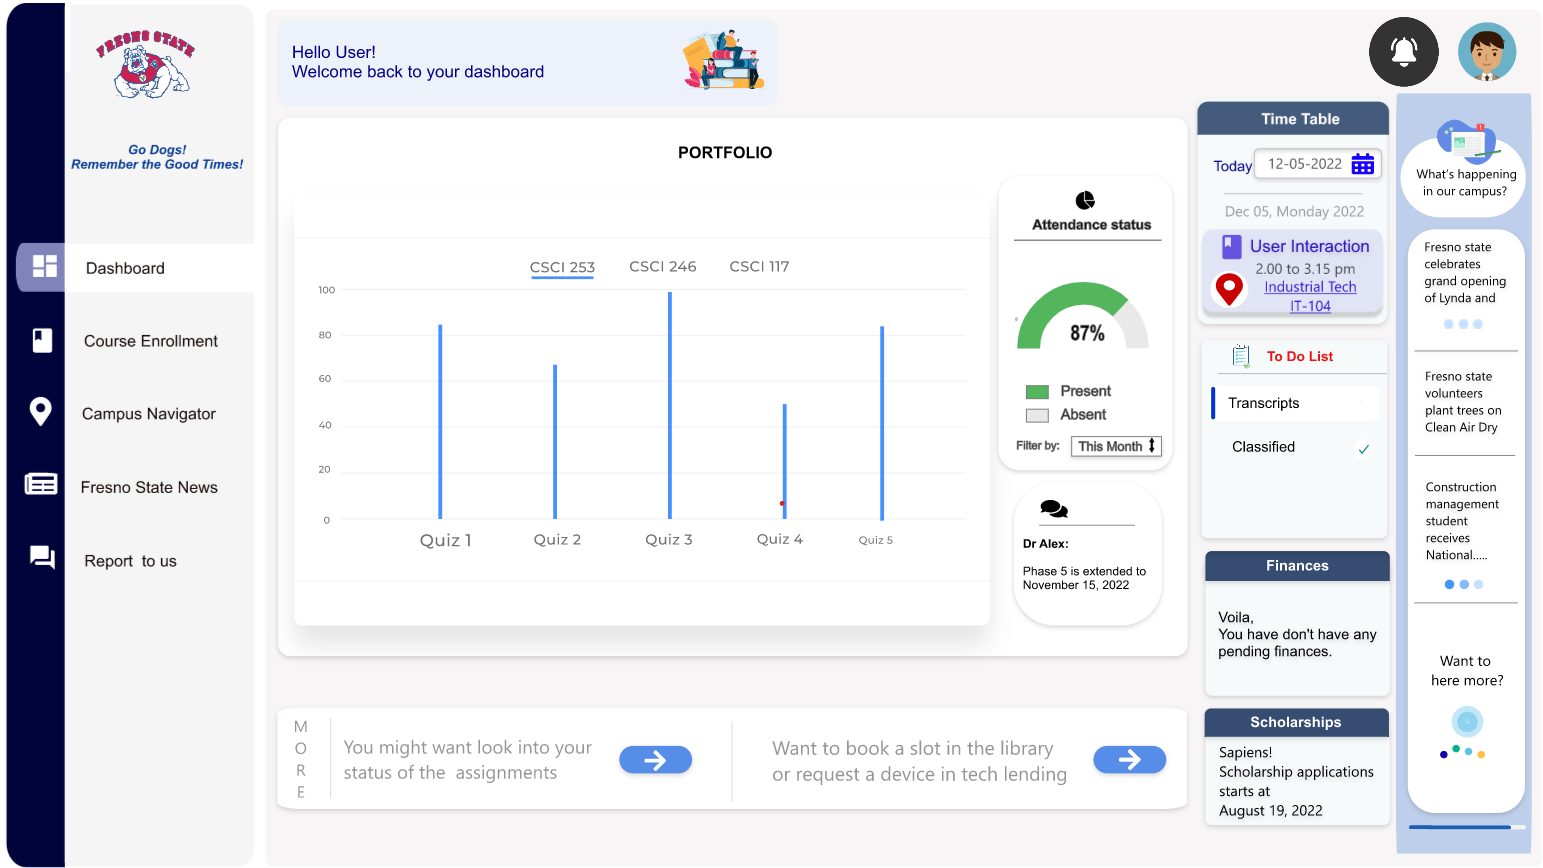 FRESNO STATE
Go Dogs!
Remember the Good Times!
Dashboard
Course Enrollment
Campus Navigator
Fresno State News
Report to us
Hello User!
Welcome back to your dashboard
PORTFOLIO
CSCI 253 CSCI 246 CSCI 117
100
80
60
40
20
0
Quiz 1 Quiz 2 Quiz 3 Quiz 4 Quiz 5
Attendance status
87%
Present
Absent
Filter by: This Month
Dr Alex:
Phase 5 is extended to
November 15, 2022
M
O
R
E
You might want look into your
status of the assignments
Want to book a slot in the library
or request a device in tech lending
Time Table
Today 12-05-2022
Dec 05, Monday 2022
User Interaction
2.00 to 3.15 pm
Industrial Tech
IT-104
To Do List
Transcripts
Classified
Finances
Voila,
You have don't have any
pending finances.
Scholarships
Sapiens!
Scholarship applications
starts at
August 19, 2022
What's happening
in our campus?
Fresno state
celebrates
grand opening
of Lynda and
Fresno state
volunteers
plant trees on
Clean Air Dry
Construction
management
student
receives
National.....
Want to
here more?